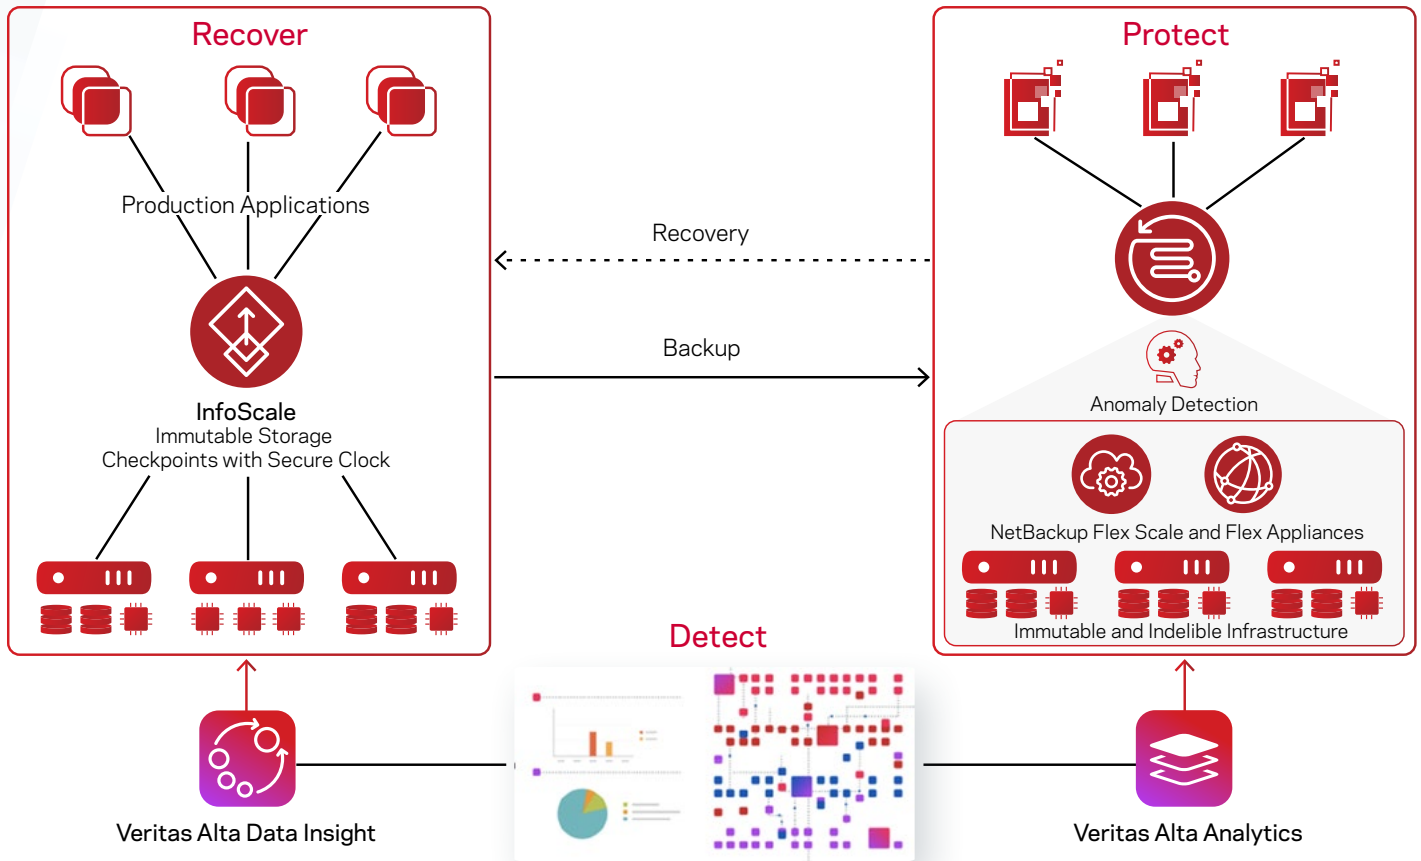 Recover
Production Applications
InfoScale
Immutable Storage
Checkpoints with Secure Clock
Recovery
Backup
Protect
Anomaly Detection
NetBackup Flex Scale and Flex Appliances
Immutable and Indelible Infrastructure
Detect
Veritas Alta Data Insight
Veritas Alta Analytics